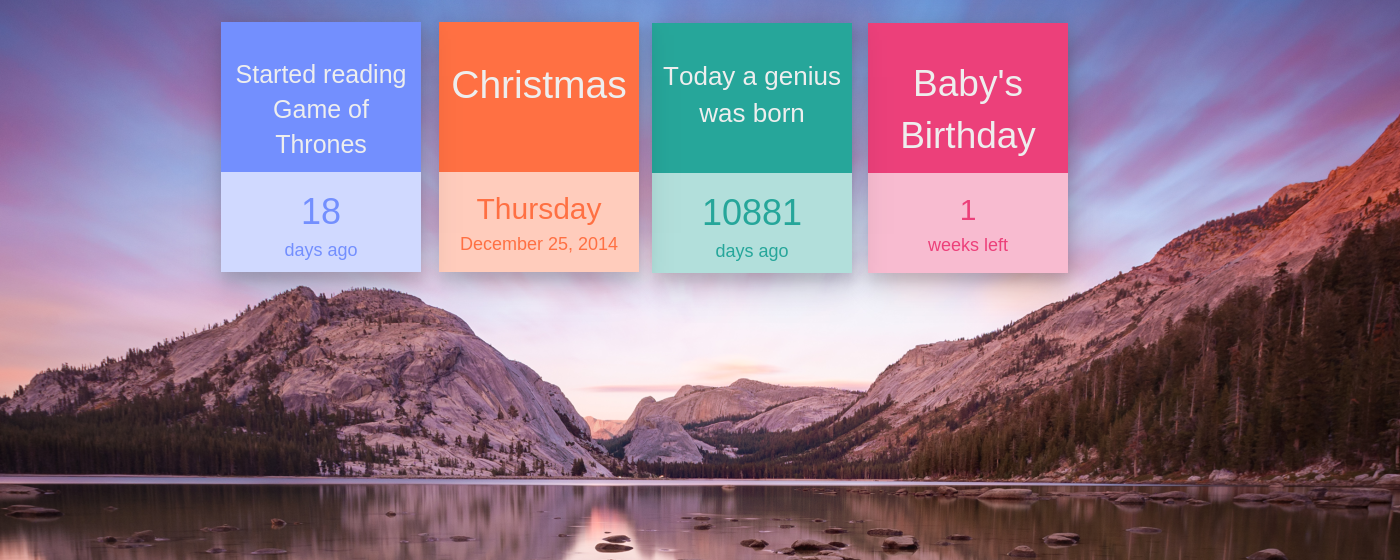 Started reading
Game of
Thrones
18
days ago
Christmas
Thursday
December 25, 2014
Today a genius
was born
10881
days ago
Baby's
Birthday
1
weeks left